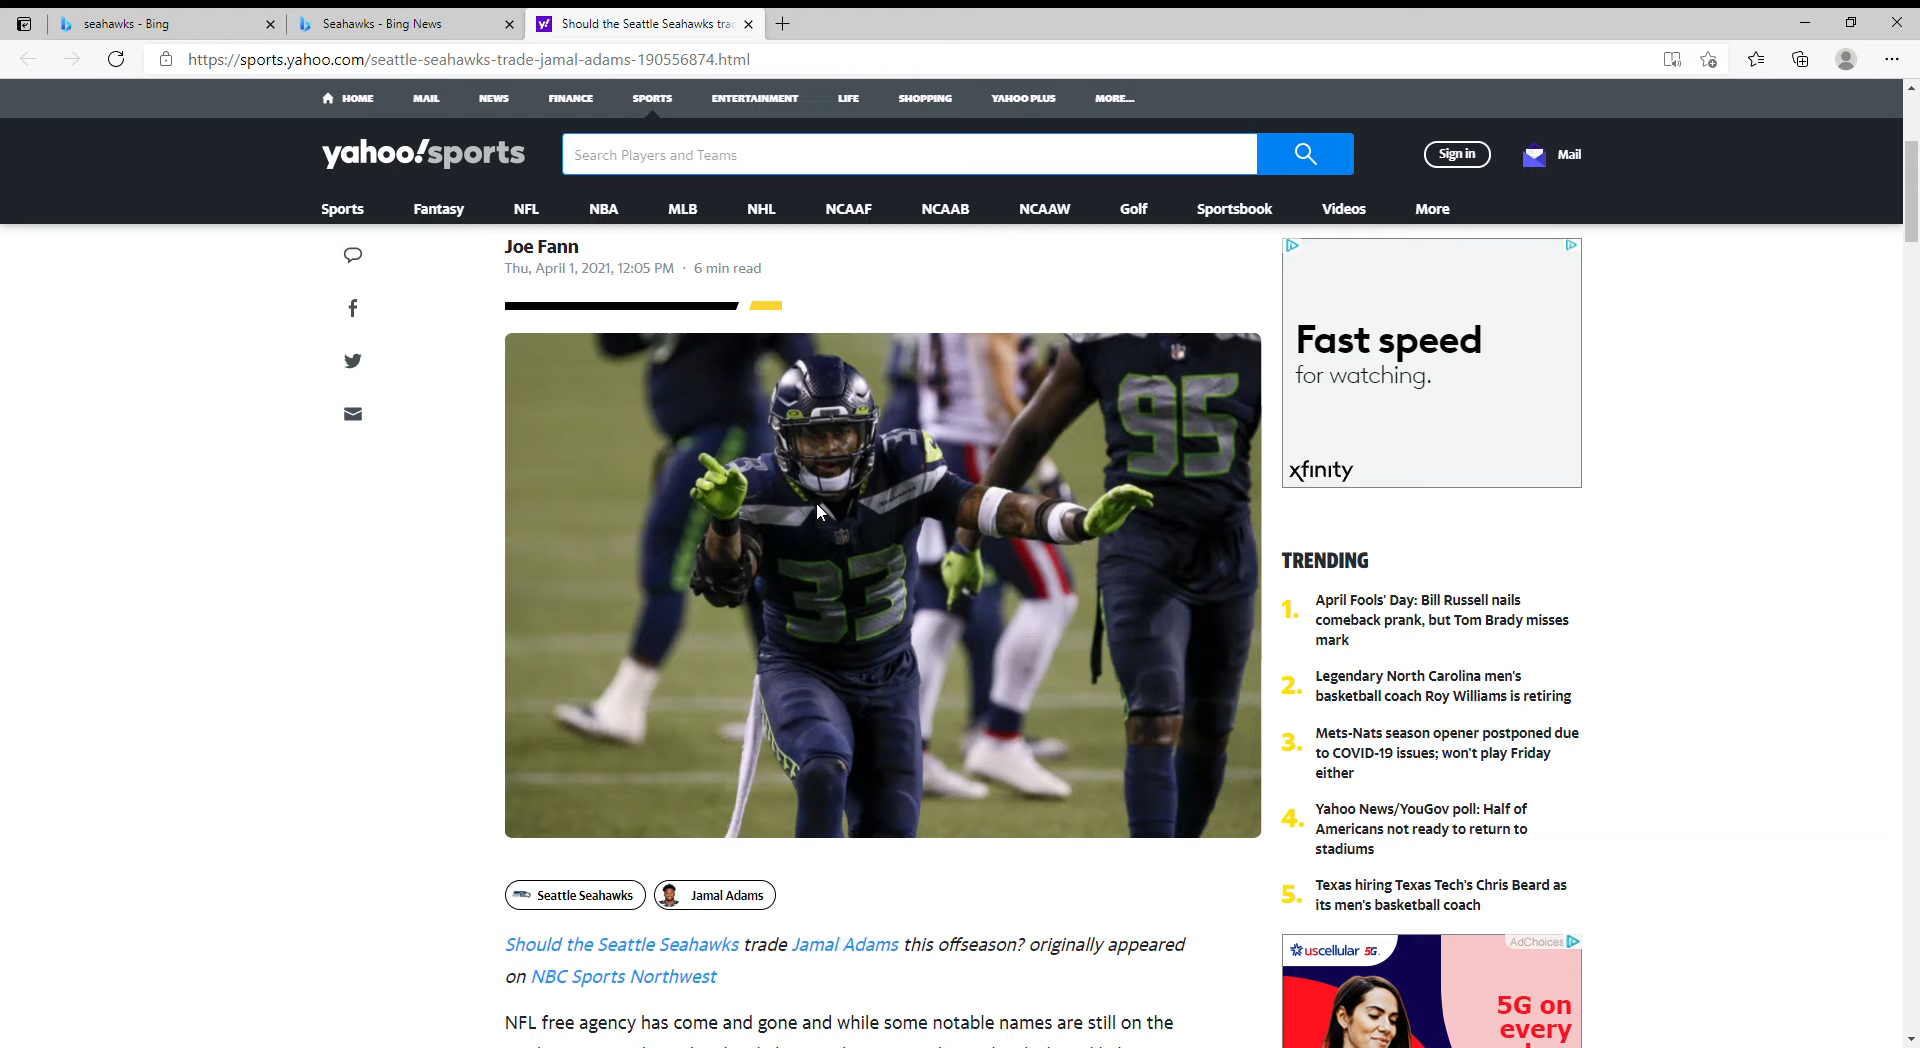 seahawks - Bing
Seahawks - Bing News
Should the Seattle Seahawks tra
https://sports.yahoo.com/seattle-seahawks-trade-jamal-adams-190556874.html
HOME MAIL NEWS FINANCE SPORTS ENTERTAINMENT LIFE SHOPPING YAHOO PLUS MORE...
yahoo!sports
Search Players and Teams
Sign in
Mail
Sports Fantasy NFL NBA MLB NHL NCAAF NCAAB NCAAW Golf Sportsbook Videos More
Joe Fann
Thu, April 1, 2021, 12:05 PM · 6 min read
33
95
Seattle Seahawks
Jamal Adams
Should the Seattle Seahawks trade Jamal Adams this offseason? originally appeared
on NBC Sports Northwest
NFL free agency has come and gone and while some notable names are still on the
Fast speed
for watching.
xfinity
TRENDING
1. April Fools' Day: Bill Russell nails
comeback prank, but Tom Brady misses
mark
2. Legendary North Carolina men's
basketball coach Roy Williams is retiring
3. Mets-Nats season opener postponed due
to COVID-19 issues; won't play Friday
either
4. Yahoo News/YouGov poll: Half of
Americans not ready to return to
stadiums
5. Texas hiring Texas Tech's Chris Beard as
its men's basketball coach
AdChoices
uscellular 5G
5G on
every